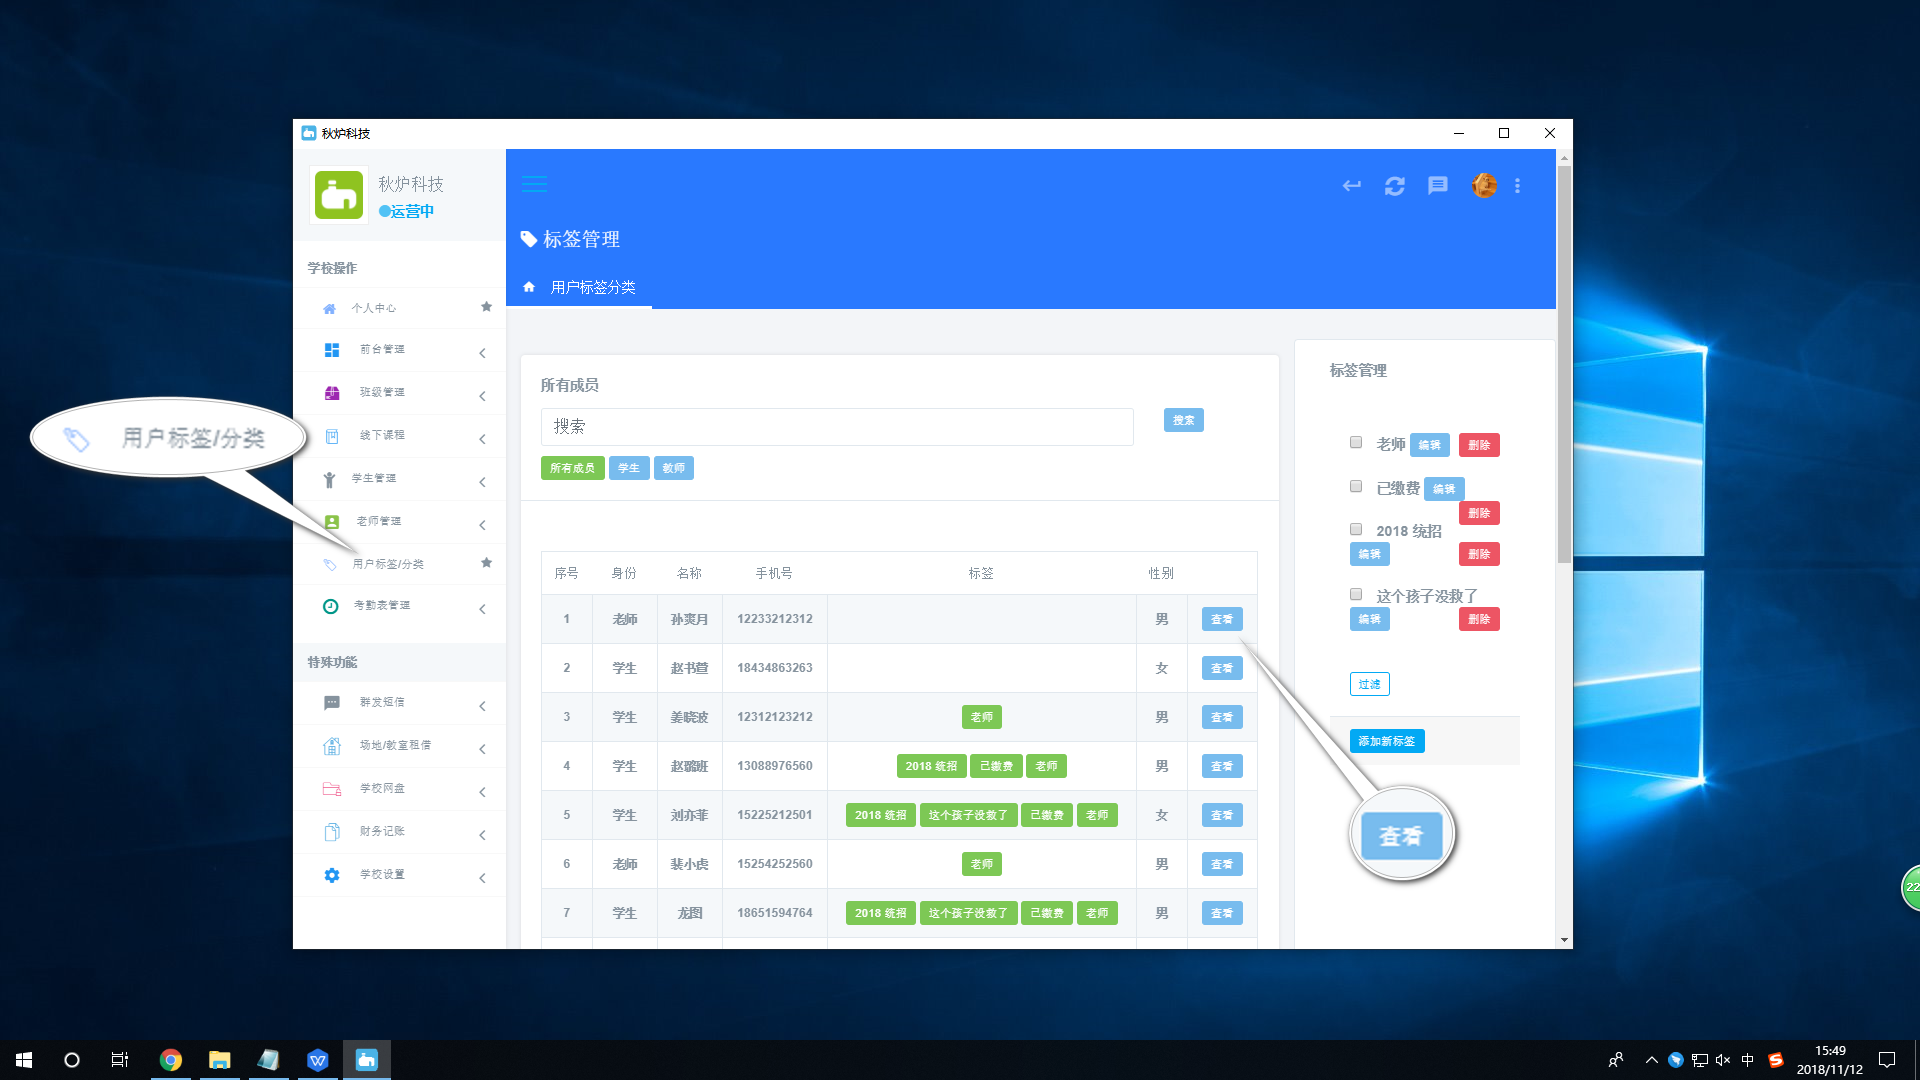 秋炉科技
秋炉科技
运营中
学校操作
个人中心
前台管理
班级管理
线下课程
学生管理
老师管理
用户标签/分类
考勤表管理
特殊功能
群发短信
场地/教室租借
学校网盘
财务记账
学校设置
用户标签/分类
标签管理
用户标签分类
所有成员
搜索 搜索
所有成员 学生 教师
序号 身份 名称 手机号 标签 性别
1 老师 孙爽月 12233212312 男 查看
2 学生 赵书萱 18434863263 女 查看
3 学生 姜晓波 12312123212 老师 男 查看
4 学生 赵璐班 13088976560 2018 统招 已缴费 老师 男 查看
5 学生 刘亦菲 15225212501 2018 统招 这个孩子没救了 已缴费 老师 女 查看
6 老师 裴小虎 15254252560 老师 男 查看
7 学生 龙图 18651594764 2018 统招 这个孩子没救了 已缴费 老师 男 查看
标签管理
老师 编辑 删除
已缴费 编辑
删除
2018 统招
编辑 删除
这个孩子没救了
编辑 删除
过滤
添加新标签
查看
22
中
15:49
2018/11/12